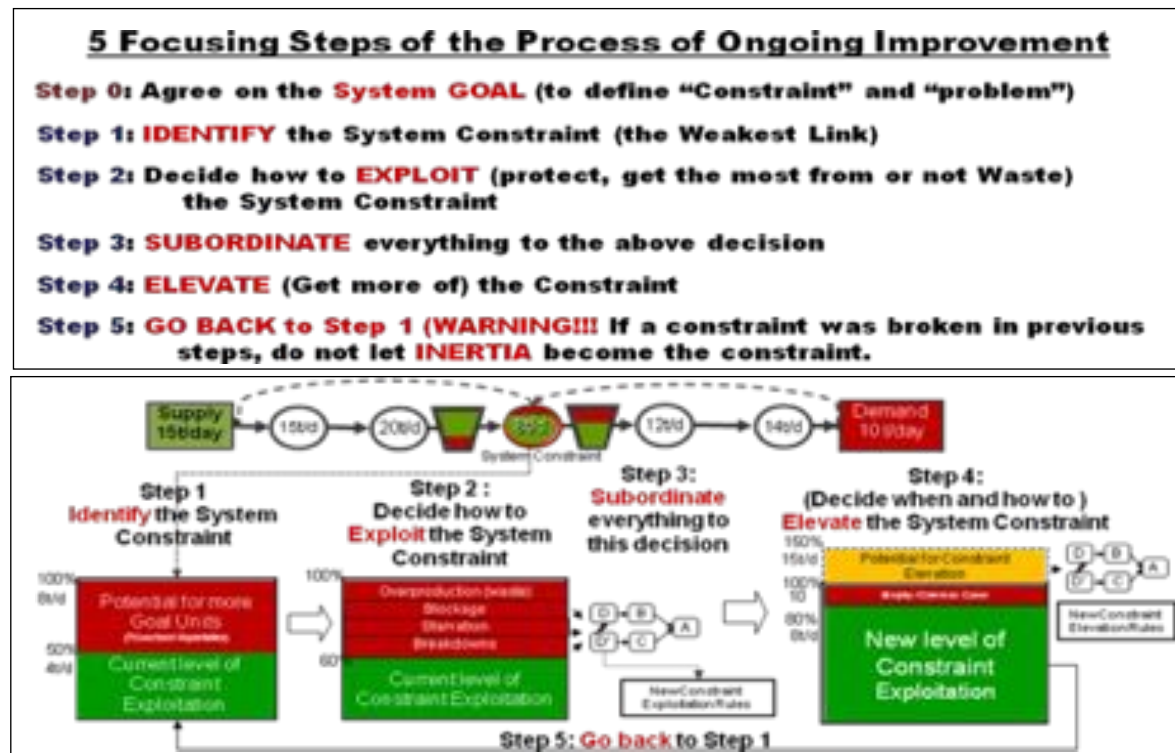 5 Focusing Steps of the Process of Ongoing Improvement
Step 0: Agree on the System GOAL (to define “Constraint” and “problem”)
Step 1: IDENTIFY the System Constraint (the Weakest Link)
Step 2: Decide how to EXPLOIT (protect, get the most from or not Waste)
the System Constraint
Step 3: SUBORDINATE everything to the above decision
Step 4: ELEVATE (Get more of) the Constraint
Step 5: GO BACK to Step 1 (WARNING!!! If a constraint was broken in previous
steps, do not let INERTIA become the constraint.
Supply
15t/day
15t/d
20t/d
12t/d
14t/d
Demand
10t/day
System Constraint
Step 1
Identify the System
Constraint
Step 2 :
Decide how to
Exploit the System
Constraint
Step 3:
Subordinate
everything to
this decision
Step 4:
(Decide when and how to )
Elevate the System Constraint
100%
8t/d
Potential for more
Goal Units
50%
4t/d
Current level of
Constraint
Exploitation
100%
Overproduction (waste)
Blockage
Starvation
Breakdowns
60%
Current level of
Constraint Exploitation
D
B
A
D'
C
New Constraint
Exploitation Rules
150%
15t/d
Potential for Constraint
Elevation
100%
10
80%
8t/d
New level of
Constraint
Exploitation
D
B
A
D'
C
New Constraint
Elevation Rules
Step 5: Go back to Step 1